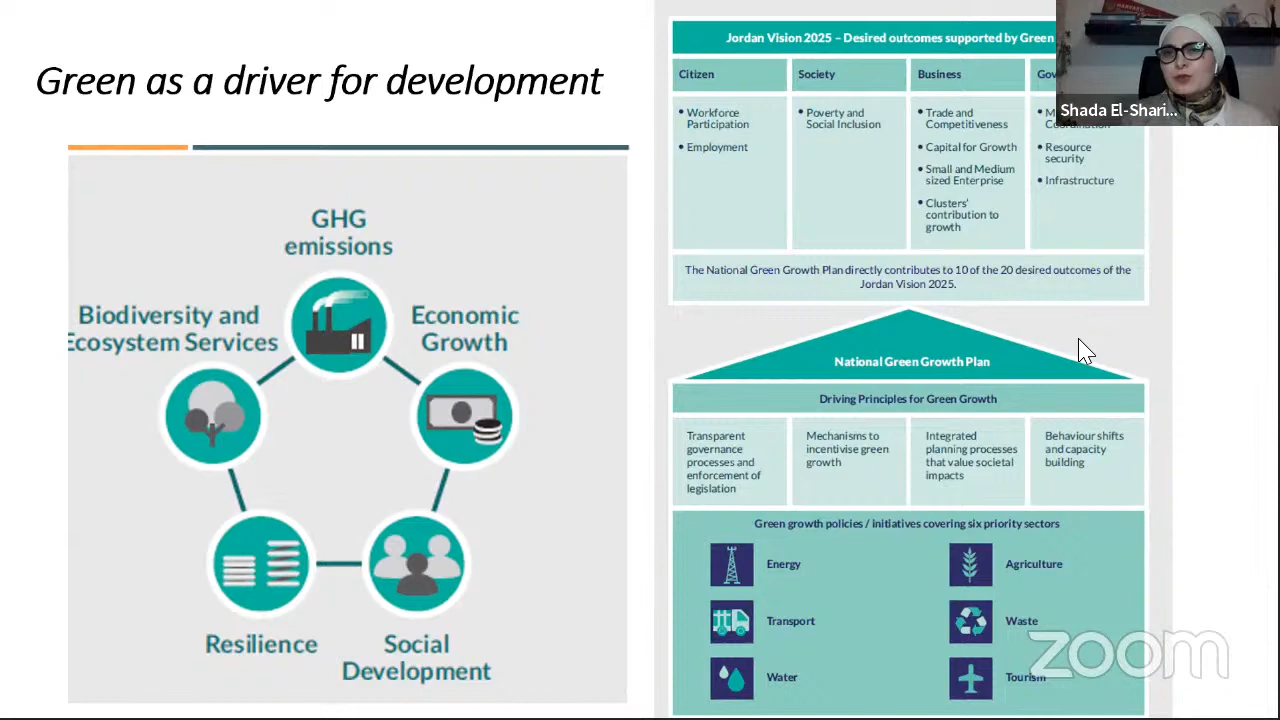 Green as a driver for development
GHG
emissions
Biodiversity and
Ecosystem Services
Economic
Growth
Resilience
Social
Development
Jordan Vision 2025 – Desired outcomes supported by Green
Citizen
• Workforce
Participation
• Employment
Society
• Poverty and
Social Inclusion
Business
• Trade and
Competitiveness
• Capital for Growth
• Small and Medium
sized Enterprise
• Clusters'
contribution to
growth
• Resource
security
• Infrastructure
Shada El-Shari...
The National Green Growth Plan directly contributes to 10 of the 20 desired outcomes of the
Jordan Vision 2025.
National Green Growth Plan
Driving Principles for Green Growth
Transparent
governance
processes and
enforcement of
legislation
Mechanisms to
incentivise green
growth
Integrated
planning processes
that value societal
impacts
Behaviour shifts
and capacity
building
Green growth policies / initiatives covering six priority sectors
Energy
Agriculture
Transport
Waste
Water
Tourism
zoom